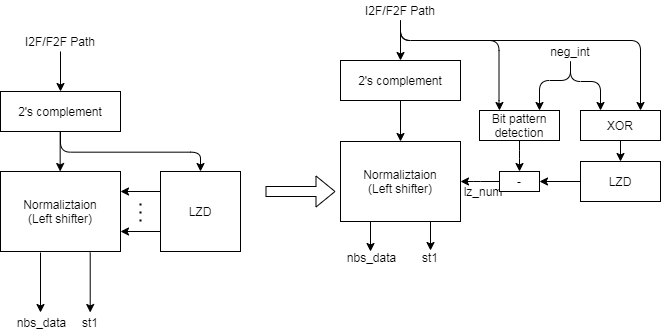 I2F/F2F Path
2's complement
Normaliztaion
(Left shifter)
LZD
nbs_data
st1
I2F/F2F Path
neg_int
2's complement
Bit pattern
detection
XOR
Normaliztaion
(Left shifter)
lz_num
-
LZD
nbs_data
st1